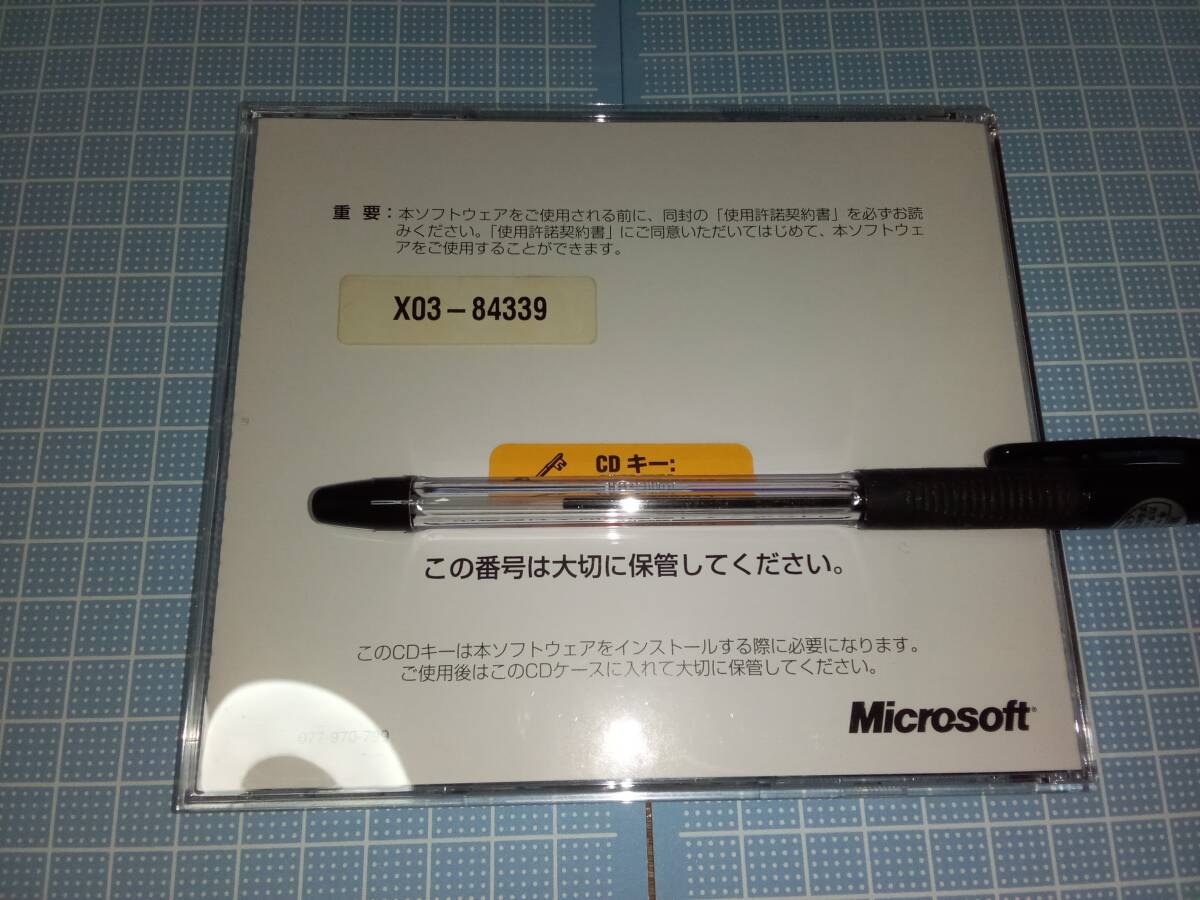 重 要：本ソフトウェアをご使用される前に、同封の「使用許諾契約書」を必ずお読
みください。「使用許諾契約書」にご同意いただいてはじめて、本ソフトウェ
アをご使用することができます。
X03－84339
CD キー:
この番号は大切に保管してください。
このCDキーは本ソフトウェアをインストールする際に必要になります。
ご使用後はこのCDケースに入れて大切に保管してください。
Microsoft